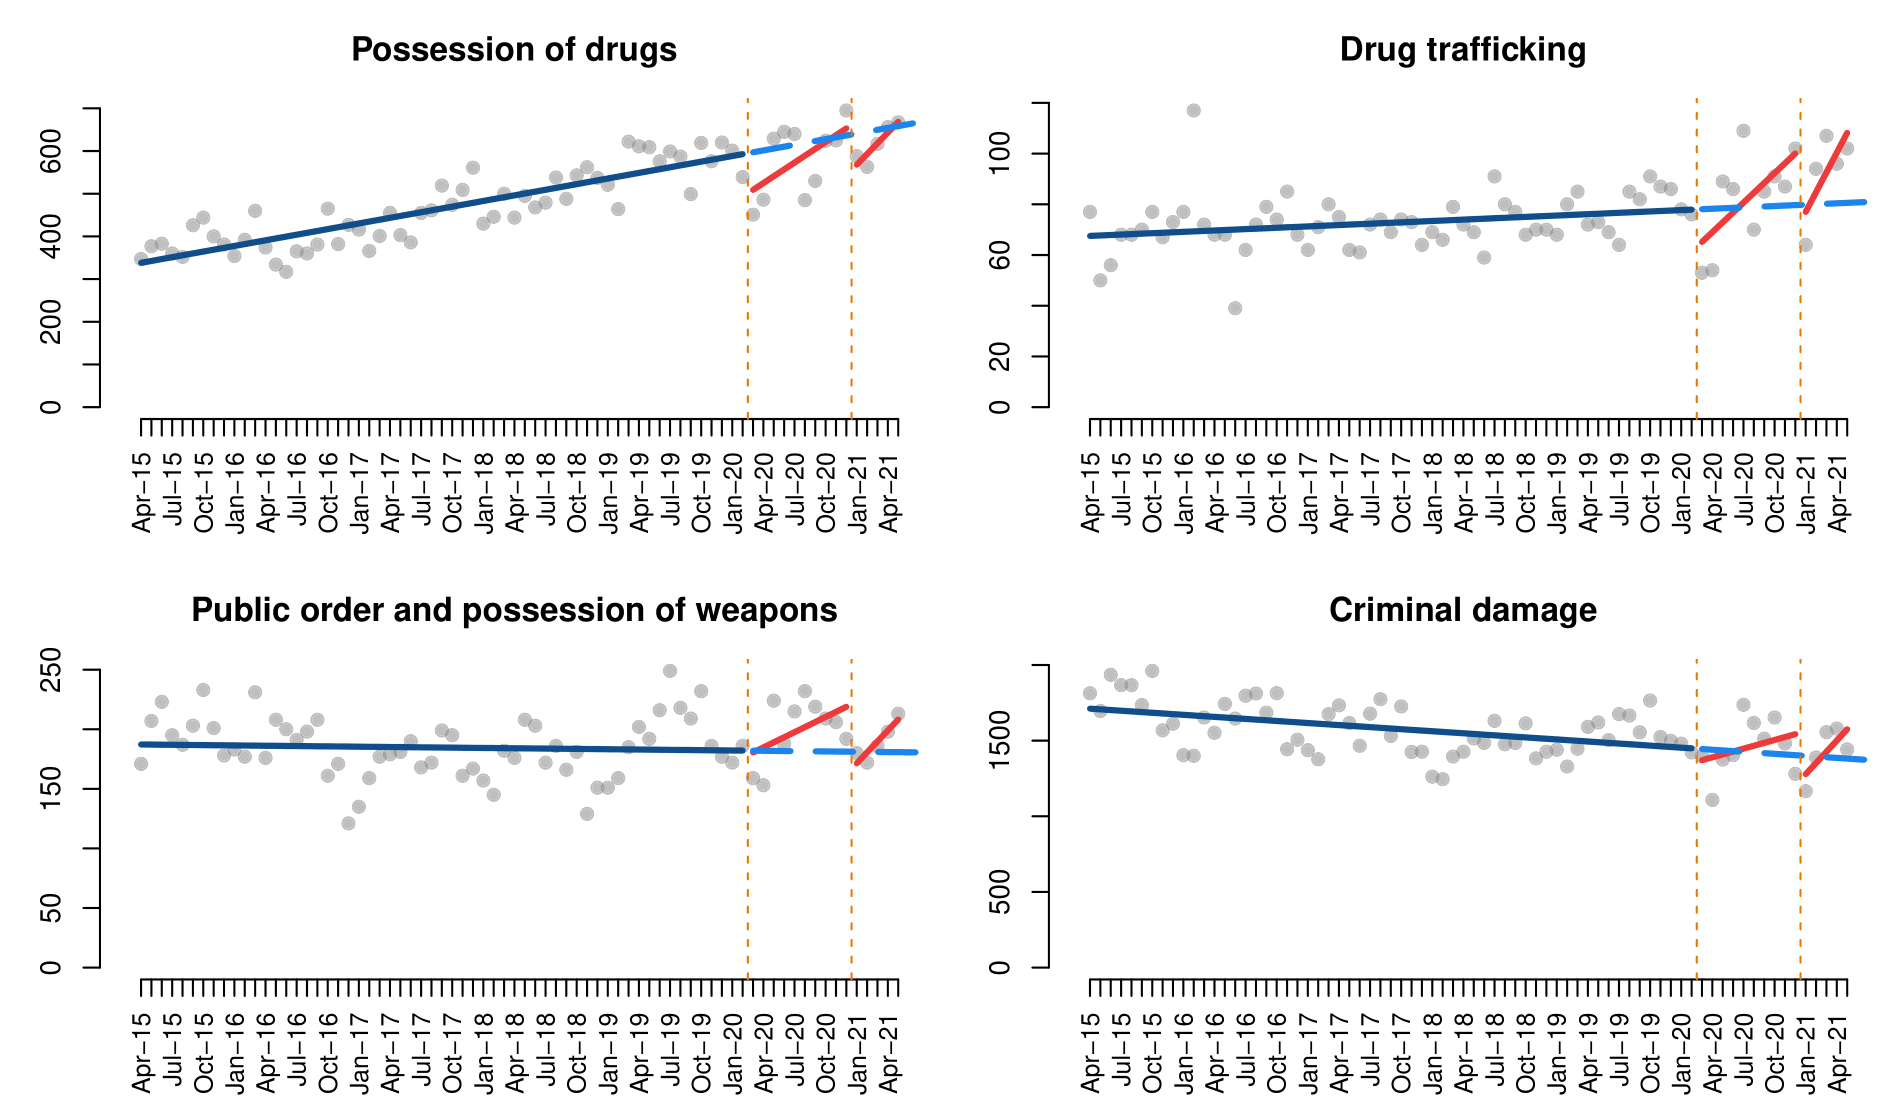 Possession of drugs
0 200 400 600
Apr−15 Jul−15 Oct−15 Jan−16 Apr−16 Jul−16 Oct−16 Jan−17 Apr−17 Jul−17 Oct−17 Jan−18 Apr−18 Jul−18 Oct−18 Jan−19 Apr−19 Jul−19 Oct−19 Jan−20 Apr−20 Jul−20 Oct−20 Jan−21 Apr−21
Drug trafficking
0 20 60 100
Apr−15 Jul−15 Oct−15 Jan−16 Apr−16 Jul−16 Oct−16 Jan−17 Apr−17 Jul−17 Oct−17 Jan−18 Apr−18 Jul−18 Oct−18 Jan−19 Apr−19 Jul−19 Oct−19 Jan−20 Apr−20 Jul−20 Oct−20 Jan−21 Apr−21
Public order and possession of weapons
0 50 150 250
Apr−15 Jul−15 Oct−15 Jan−16 Apr−16 Jul−16 Oct−16 Jan−17 Apr−17 Jul−17 Oct−17 Jan−18 Apr−18 Jul−18 Oct−18 Jan−19 Apr−19 Jul−19 Oct−19 Jan−20 Apr−20 Jul−20 Oct−20 Jan−21 Apr−21
Criminal damage
0 500 1500
Apr−15 Jul−15 Oct−15 Jan−16 Apr−16 Jul−16 Oct−16 Jan−17 Apr−17 Jul−17 Oct−17 Jan−18 Apr−18 Jul−18 Oct−18 Jan−19 Apr−19 Jul−19 Oct−19 Jan−20 Apr−20 Jul−20 Oct−20 Jan−21 Apr−21